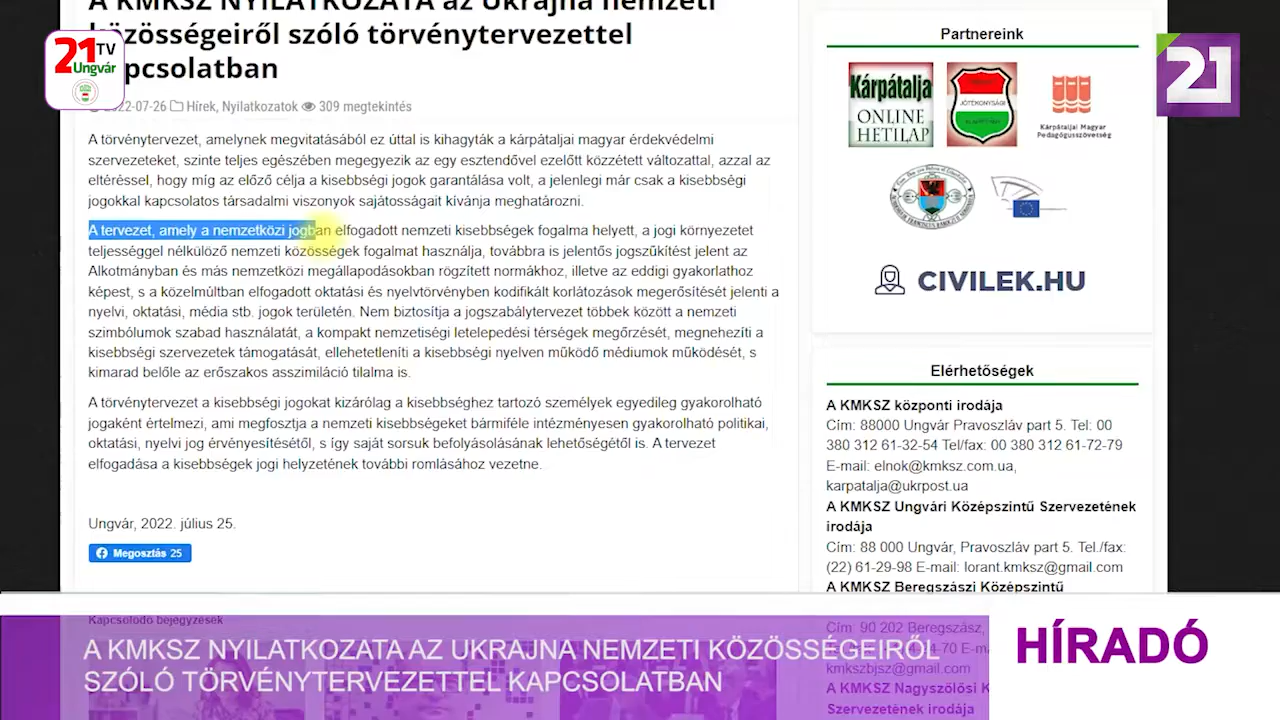 A KMKSZ NYILATKOZATA az Ukrajna nemzeti
közösségeiről szóló törvénytervezettel
kapcsolatban
21 TV
Ungvár
21
2022-07-26 Hírek, Nyilatkozatok 309 megtekintés
A törvénytervezet, amelynek megvitatásából ez úttal is kihagyták a kárpátaljai magyar érdekvédelmi
szervezeteket, szinte teljes egészében megegyezik az egy esztendővel ezelőtt közzétett változattal, azzal az
eltéréssel, hogy míg az előző célja a kisebbségi jogok garantálása volt, a jelenlegi már csak a kisebbségi
jogokkal kapcsolatos társadalmi viszonyok sajátosságait kívánja meghatározni.
A tervezet, amely a nemzetközi jogban elfogadott nemzeti kisebbségek fogalma helyett, a jogi környezetet
teljességgel nélkülöző nemzeti közösségek fogalmat használja, továbbra is jelentős jogszűkítést jelent az
Alkotmányban és más nemzetközi megállapodásokban rögzített normákhoz, illetve az eddigi gyakorlathoz
képest, s a közelmúltban elfogadott oktatási és nyelvtörvényben kodifikált korlátozások megerősítését jelenti a
nyelvi, oktatási, média stb. jogok területén. Nem biztosítja a jogszabálytervezet többek között a nemzeti
szimbólumok szabad használatát, a kompakt nemzetiségi letelepedési térségek megőrzését, megnehezíti a
kisebbségi szervezetek támogatását, ellehetetleníti a kisebbségi nyelven működő médiumok működését, s
kimarad belőle az erőszakos asszimiláció tilalma is.
A törvénytervezet a kisebbségi jogokat kizárólag a kisebbséghez tartozó személyek egyedileg gyakorolható
jogaként értelmezi, ami megfosztja a nemzeti kisebbségeket bármiféle intézményesen gyakorolható politikai,
oktatási, nyelvi jog érvényesítésétől, s így saját sorsuk befolyásolásának lehetőségétől is. A tervezet
elfogadása a kisebbségek jogi helyzetének további romlásához vezetne.
Ungvár, 2022. július 25.
Megosztás 25
Kapcsolódó bejegyzések
Partnereink
Kárpátalja
ONLINE
HETILAP
JÓTÉKONYSÁGI
Kárpátaljai Magyar
Pedagógusszövetség
CIVILEK.HU
Elérhetőségek
A KMKSZ központi irodája
Cím: 88000 Ungvár Pravoszláv part 5. Tel: 00
380 312 61-32-54 Tel/fax: 00 380 312 61-72-79
E-mail: elnok@kmksz.com.ua,
karpatalja@ukrpost.ua
A KMKSZ Ungvári Középszintű Szervezetének
irodája
Cím: 88 000 Ungvár, Pravoszláv part 5. Tel./fax:
(22) 61-29-98 E-mail: lorant.kmksz@gmail.com
A KMKSZ Beregszászi Középszintű
Cím: 90 202 Beregszász,
kmkszbjsz@gmail.com
A KMKSZ Nagyszőlősi K
Szervezetének irodája
A KMKSZ NYILATKOZATA AZ UKRAJNA NEMZETI KÖZÖSSÉGEIRŐL
SZÓLÓ TÖRVÉNYTERVEZETTEL KAPCSOLATBAN
HÍRADÓ